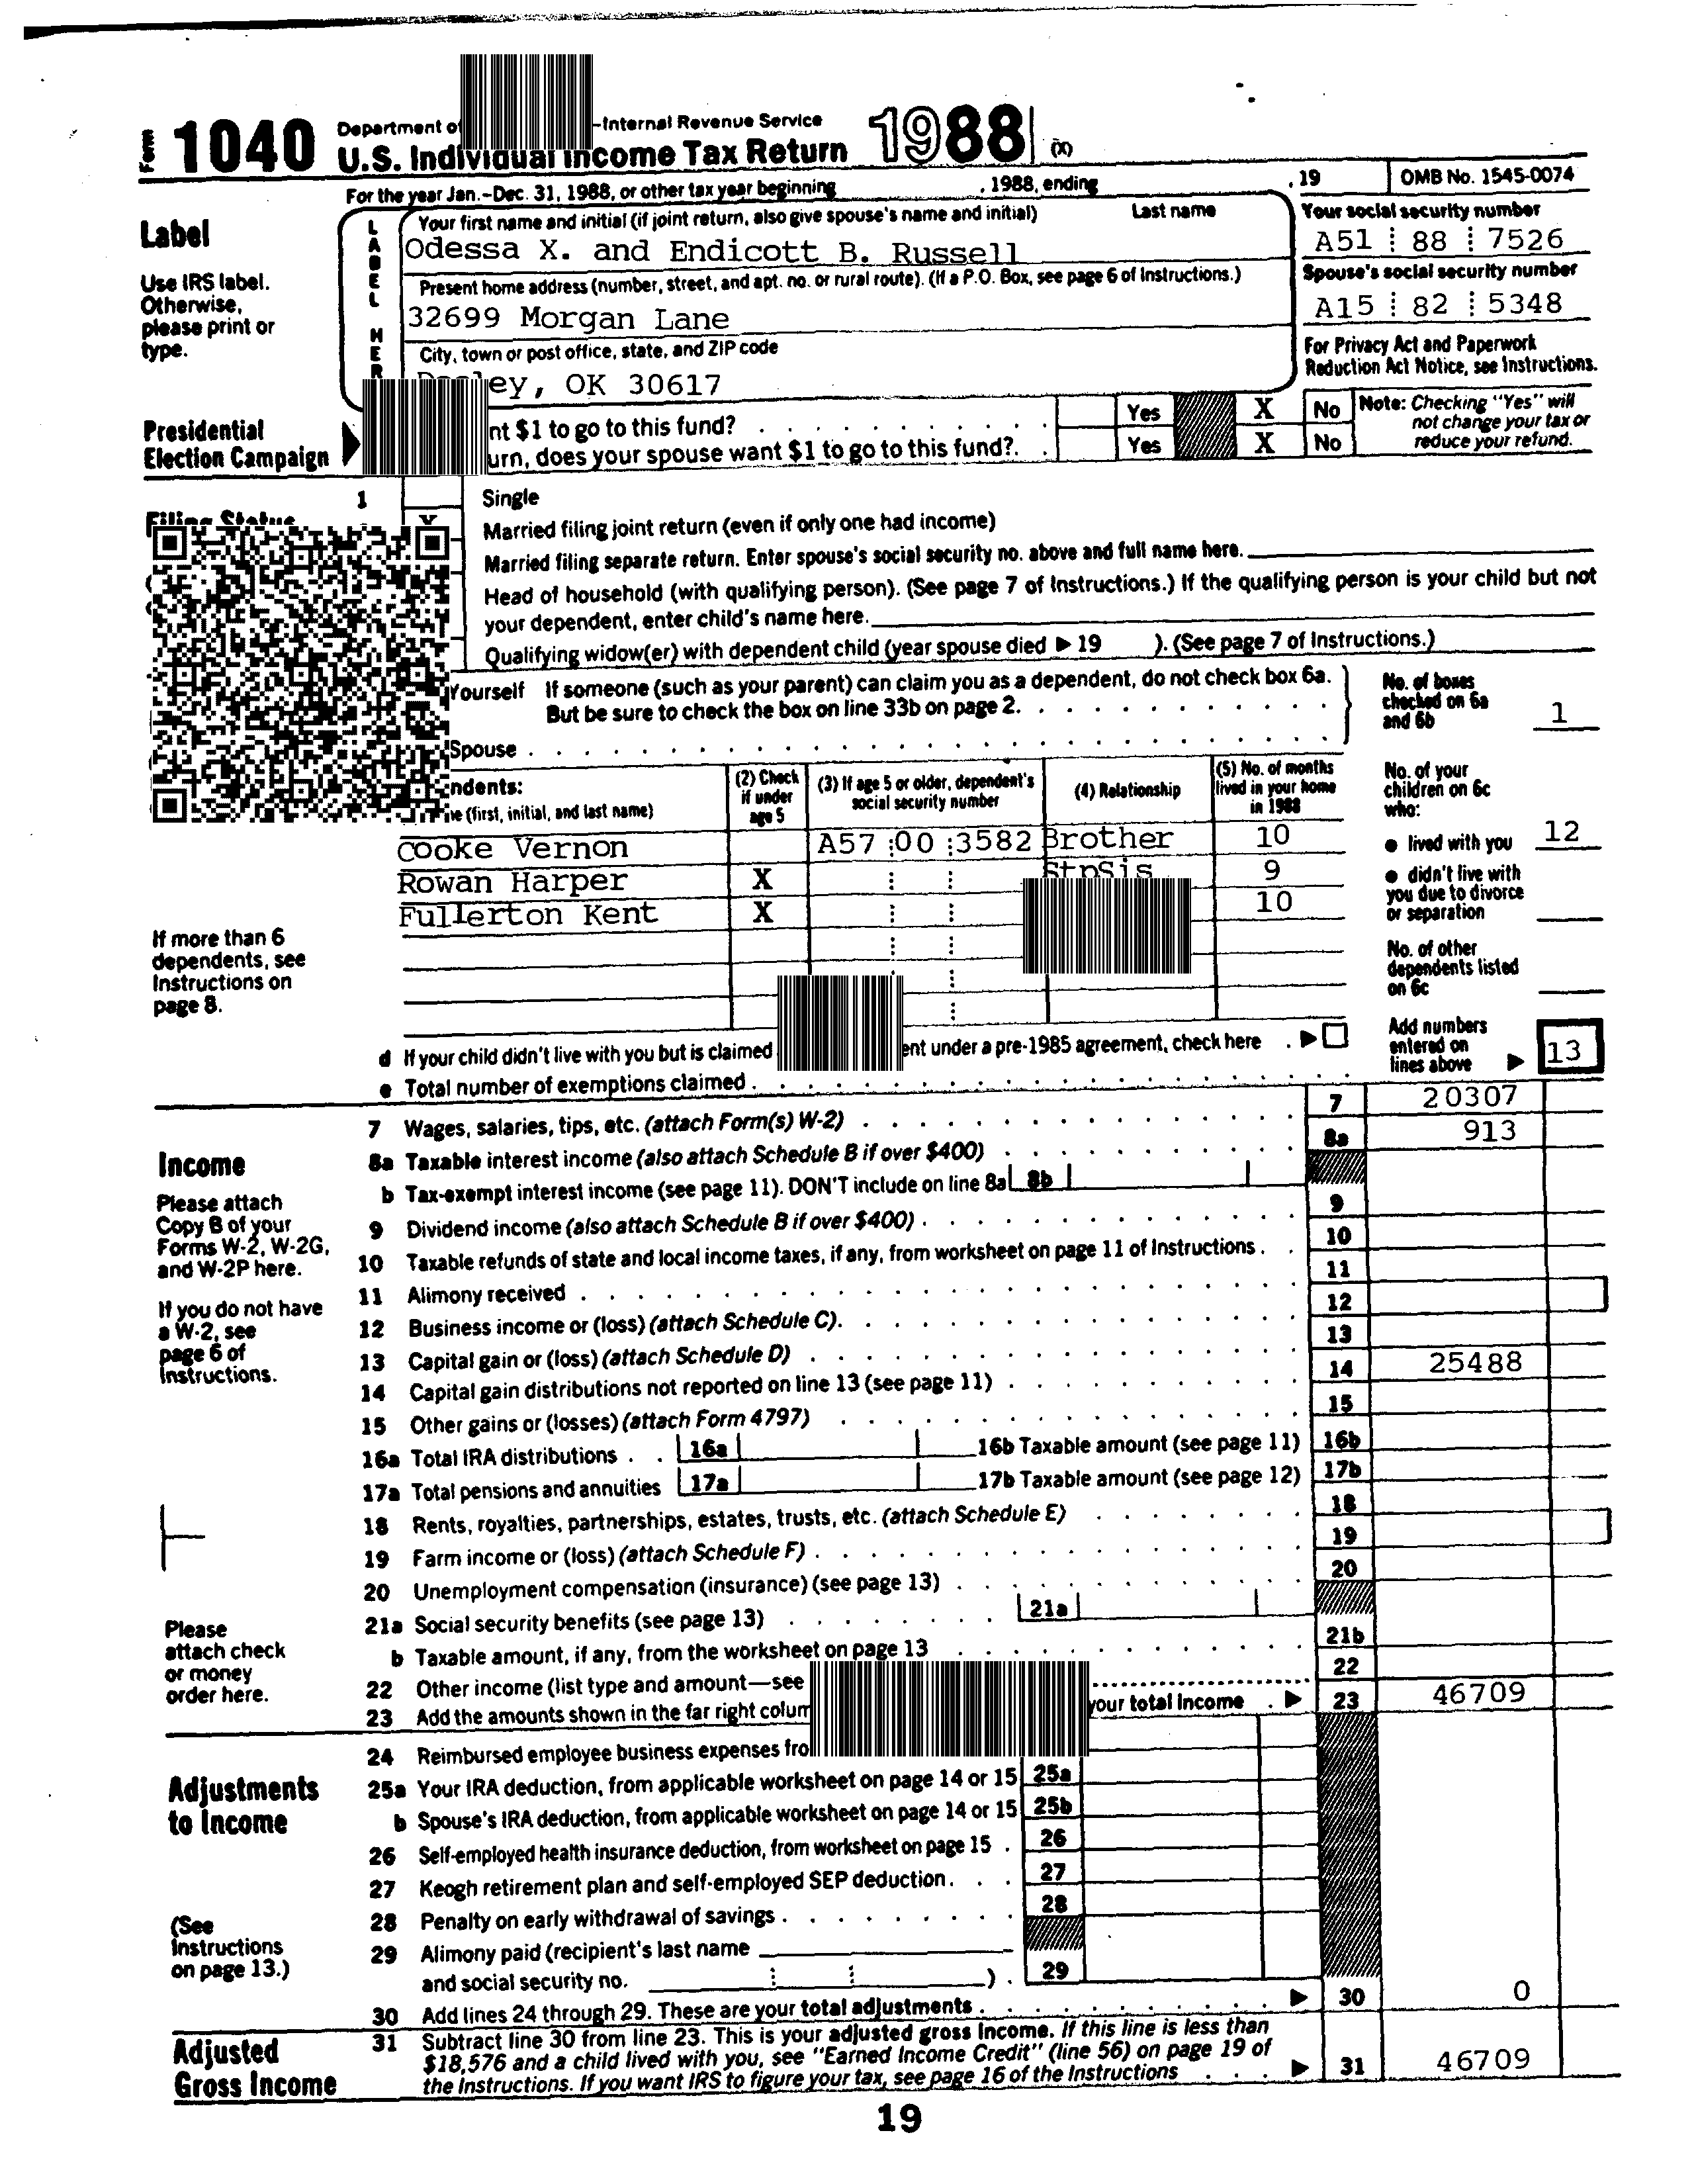 Form 1040 Department of -Internal Revenue Service 1988 (X)
U.S. Individual Income Tax Return
For the year Jan.-Dec. 31, 1988, or other tax year beginning , 1988, ending , 19 OMB No. 1545-0074
Label
Use IRS label.
Otherwise,
please print or
type.
LABEL HER
Your first name and initial (if joint return, also give spouse's name and initial) Last name
Odessa X. and Endicott B. Russell
Your social security number
A51 88 7526
Present home address (number, street, and apt. no. or rural route). (If a P.O. Box, see page 6 of Instructions.)
32699 Morgan Lane
Spouse's social security number
A15 82 5348
City, town or post office, state, and ZIP code
OK 30617
For Privacy Act and Paperwork
Reduction Act Notice, see Instructions.
Presidential
Election Campaign
$1 to go to this fund? Yes X No
does your spouse want $1 to go to this fund? Yes X No
Note: Checking "Yes" will
not change your tax or
reduce your refund.
Filing Status
1 Single
Married filing joint return (even if only one had income)
Married filing separate return. Enter spouse's social security no. above and full name here.
Head of household (with qualifying person). (See page 7 of Instructions.) If the qualifying person is your child but not
your dependent, enter child's name here.
Qualifying widow(er) with dependent child (year spouse died ▶ 19 ). (See page 7 of Instructions.)
Yourself If someone (such as your parent) can claim you as a dependent, do not check box 6a.
But be sure to check the box on line 33b on page 2.
Spouse
No. of boxes
checked on 6a
and 6b 1
(first, initial, and last name)
(2) Check
if under
age 5
(3) If age 5 or older, dependent's
social security number
(4) Relationship
(5) No. of months
lived in your home
in 1988
Cooke Vernon A57 00 3582 Brother 10
Rowan Harper X StpSis 9
Fullerton Kent X 10
No. of your
children on 6c
who:
● lived with you 12
● didn't live with
you due to divorce
or separation
No. of other
dependents listed
on 6c
If more than 6
dependents, see
Instructions on
page 8.
d If your child didn't live with you but is claimed under a pre-1985 agreement, check here ▶
e Total number of exemptions claimed
Add numbers
entered on
lines above ▶ 13
Income
Please attach
Copy B of your
Forms W-2, W-2G,
and W-2P here.
If you do not have
a W-2, see
page 6 of
Instructions.
Please
attach check
or money
order here.
7 Wages, salaries, tips, etc. (attach Form(s) W-2) 7 20307
8a Taxable interest income (also attach Schedule B if over $400) 8a 913
b Tax-exempt interest income (see page 11). DON'T include on line 8a 8b
9 Dividend income (also attach Schedule B if over $400) 9
10 Taxable refunds of state and local income taxes, if any, from worksheet on page 11 of Instructions 10
11 Alimony received 11
12 Business income or (loss) (attach Schedule C) 12
13 Capital gain or (loss) (attach Schedule D) 13
14 Capital gain distributions not reported on line 13 (see page 11) 14 25488
15 Other gains or (losses) (attach Form 4797) 15
16a Total IRA distributions 16a 16b Taxable amount (see page 11) 16b
17a Total pensions and annuities 17a 17b Taxable amount (see page 12) 17b
18 Rents, royalties, partnerships, estates, trusts, etc. (attach Schedule E) 18
19 Farm income or (loss) (attach Schedule F) 19
20 Unemployment compensation (insurance) (see page 13) 20
21a Social security benefits (see page 13) 21a
b Taxable amount, if any, from the worksheet on page 13 21b
22 Other income (list type and amount—see 22
23 Add the amounts shown in the far right your total income ▶ 23 46709
Adjustments
to Income
(See
Instructions
on page 13.)
24 Reimbursed employee business expenses
25a Your IRA deduction, from applicable worksheet on page 14 or 15 25a
b Spouse's IRA deduction, from applicable worksheet on page 14 or 15 25b
26 Self-employed health insurance deduction, from worksheet on page 15 26
27 Keogh retirement plan and self-employed SEP deduction 27
28 Penalty on early withdrawal of savings 28
29 Alimony paid (recipient's last name
and social security no. ) 29
30 Add lines 24 through 29. These are your total adjustments ▶ 30 0
Adjusted
Gross Income
31 Subtract line 30 from line 23. This is your adjusted gross income. If this line is less than
$18,576 and a child lived with you, see "Earned Income Credit" (line 56) on page 19 of
the Instructions. If you want IRS to figure your tax, see page 16 of the Instructions ▶ 31 46709
19